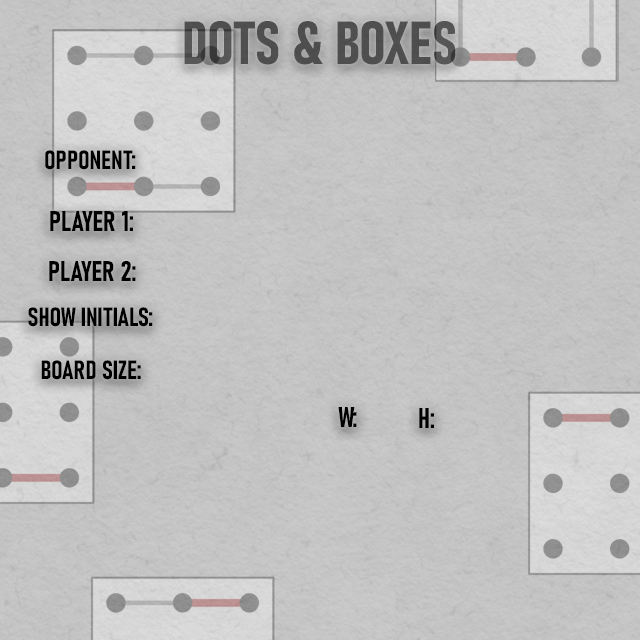 DOTS & BOXES
OPPONENT:
PLAYER 1:
PLAYER 2:
SHOW INITIALS:
BOARD SIZE:
W: H: